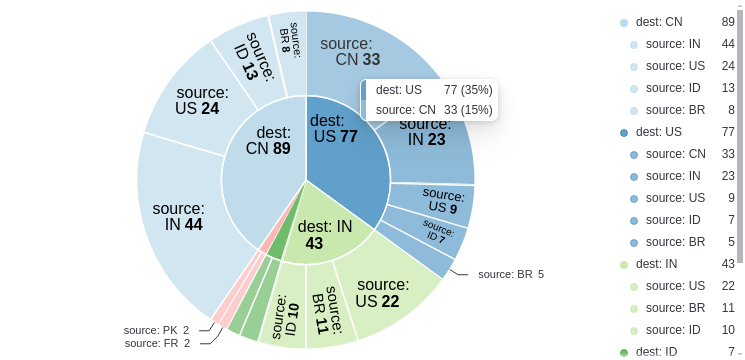 source:
CN 33
source:
BR 8
source:
ID 13
source:
US 24
dest: US 77 (35%)
source: CN 33 (15%)
source:
IN 23
dest:
US 77
dest:
CN 89
source:
IN 44
source:
US 9
source:
ID 7
dest: IN
43
source: BR 5
source:
US 22
source:
BR 11
source:
ID 10
source: PK 2
source: FR 2
dest: CN 89
source: IN 44
source: US 24
source: ID 13
source: BR 8
dest: US 77
source: CN 33
source: IN 23
source: US 9
source: ID 7
source: BR 5
dest: IN 43
source: US 22
source: BR 11
source: ID 10
dest: ID 7